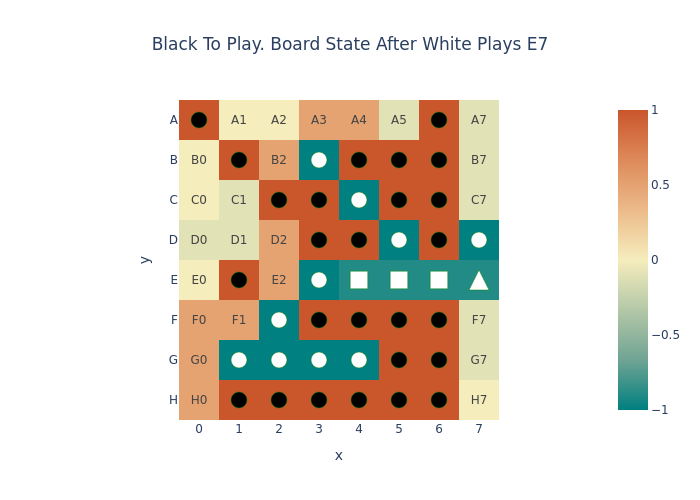 Black To Play. Board State After White Plays E7
A A1 A2 A3 A4 A5 A7 1
B B0 B2 B7
C C0 C1 C7 0.5
D D0 D1 D2
y E E0 E2 0
F F0 F1 F7 −0.5
G G0 G7
H H0 H7 −1
0 1 2 3 4 5 6 7
x